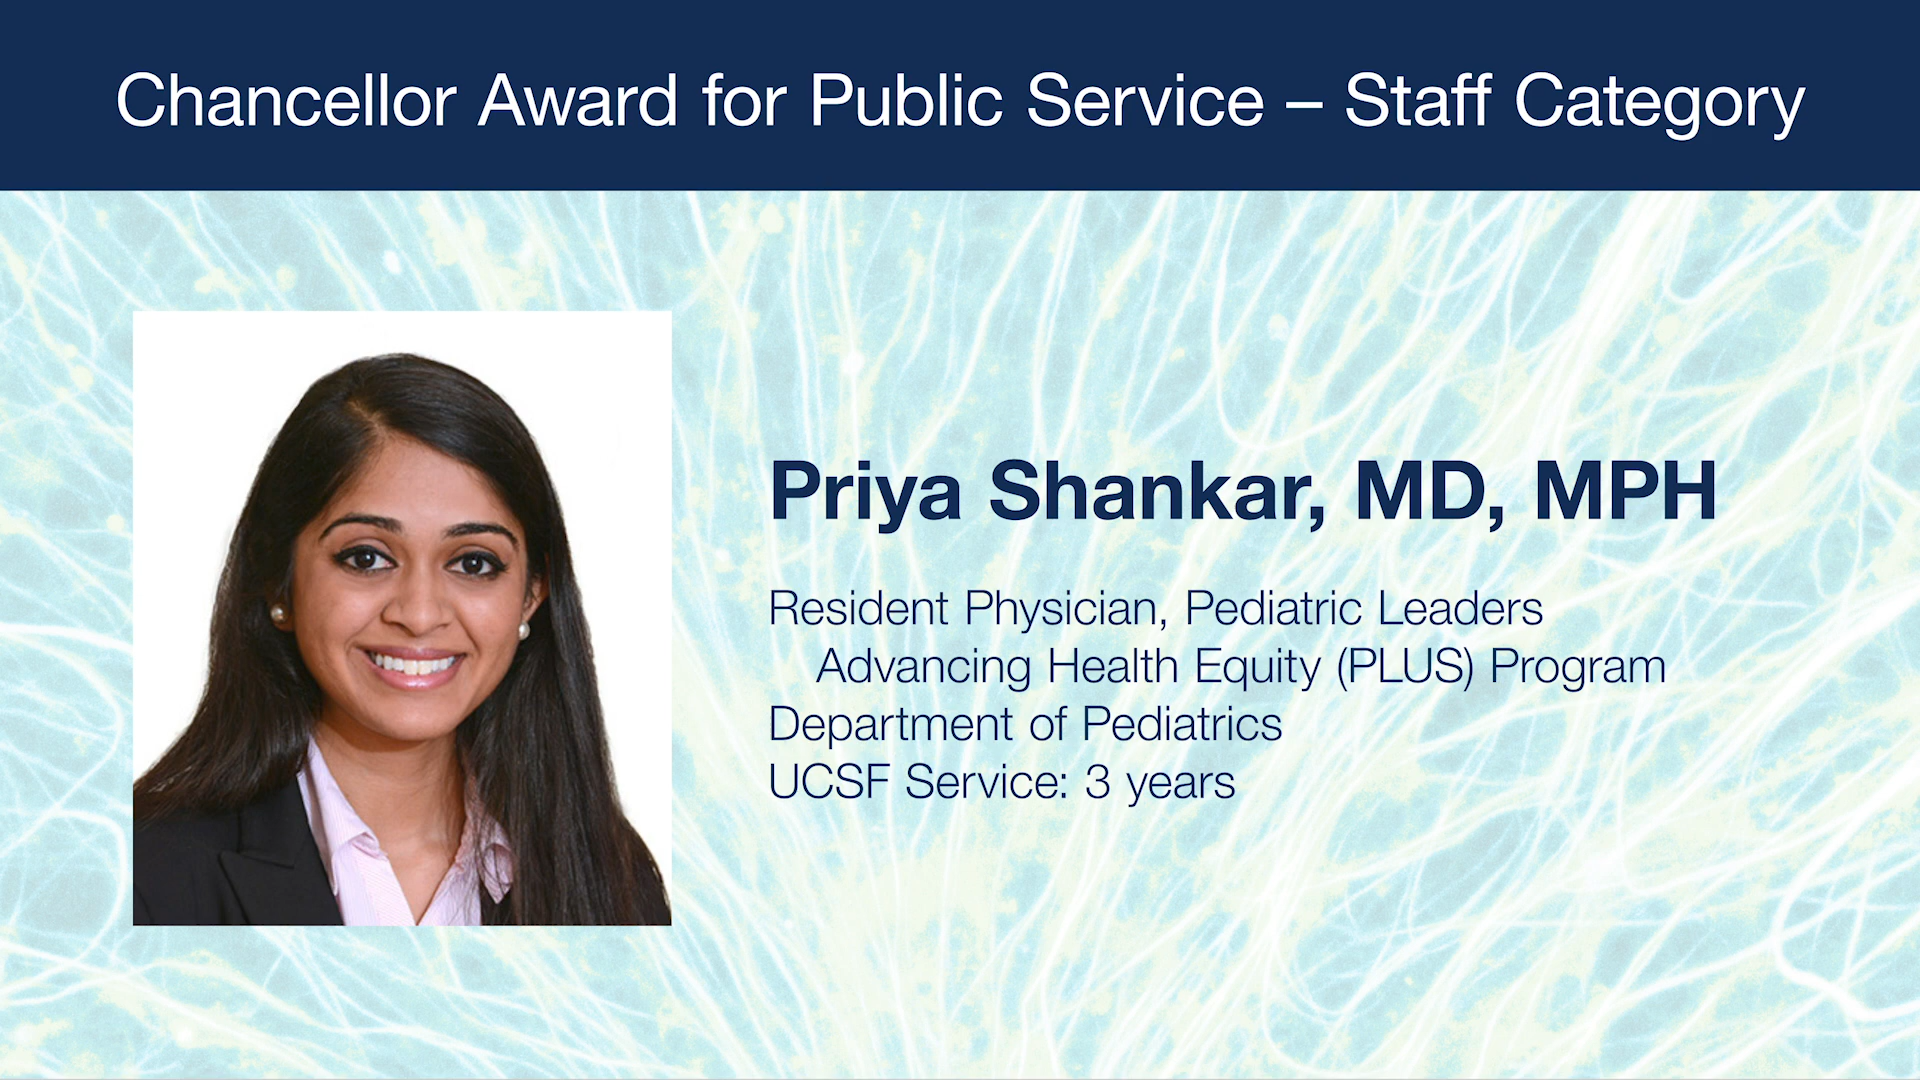 Chancellor Award for Public Service – Staff Category
Priya Shankar, MD, MPH
Resident Physician, Pediatric Leaders
Advancing Health Equity (PLUS) Program
Department of Pediatrics
UCSF Service: 3 years